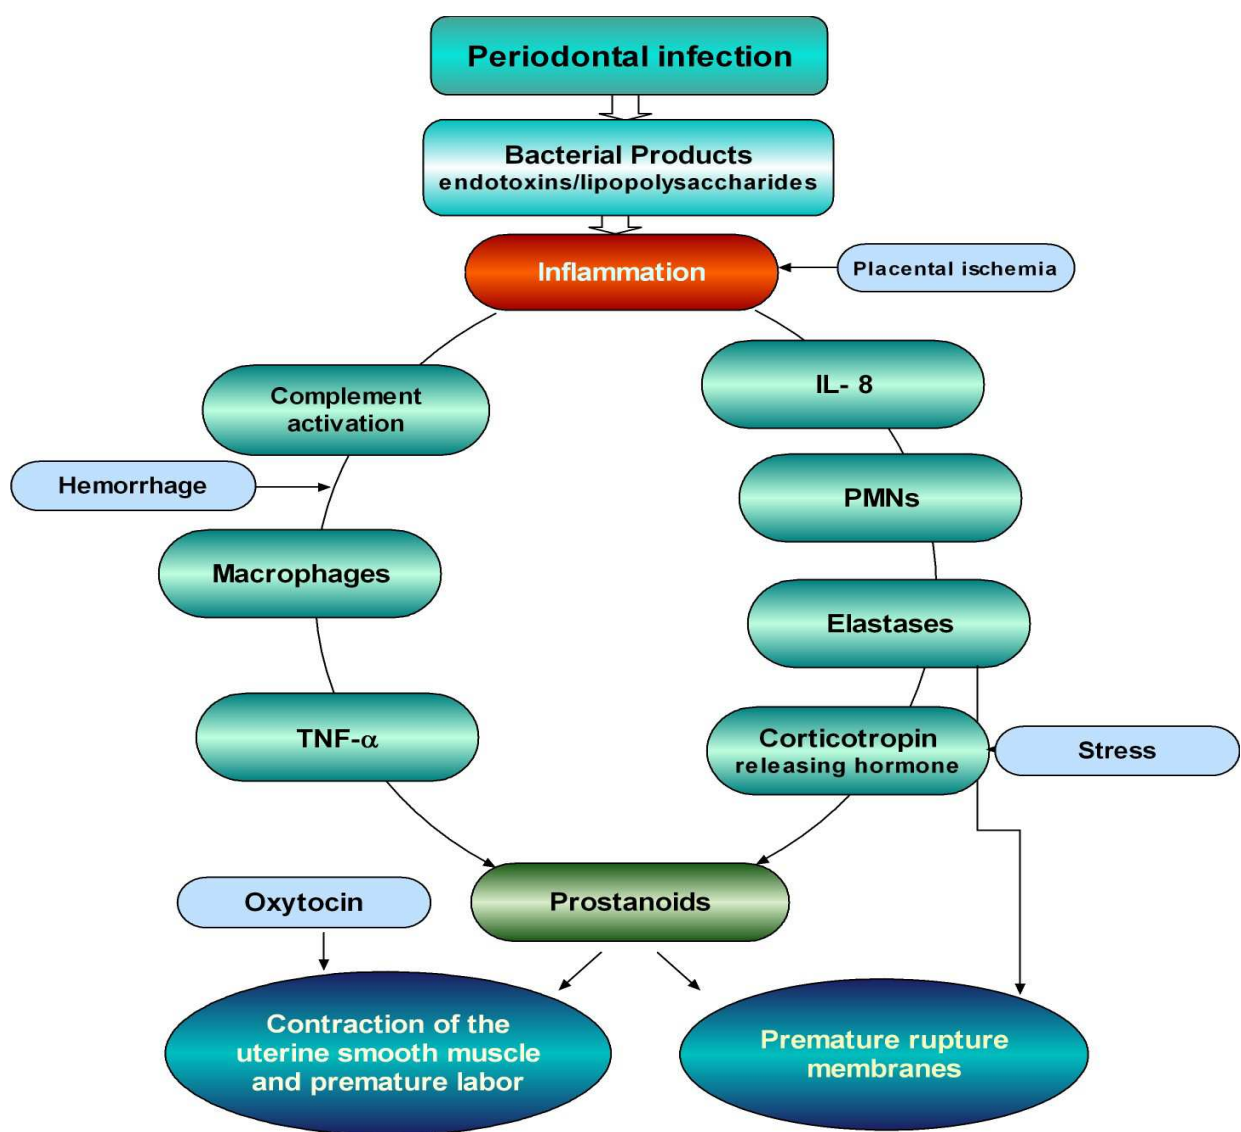 Periodontal infection
Bacterial Products
endotoxins/lipopolysaccharides
Inflammation
Placental ischemia
Complement
activation
IL- 8
Hemorrhage
PMNs
Macrophages
Elastases
TNF-α
Corticotropin
releasing hormone
Stress
Oxytocin
Prostanoids
Contraction of the
uterine smooth muscle
and premature labor
Premature rupture
membranes